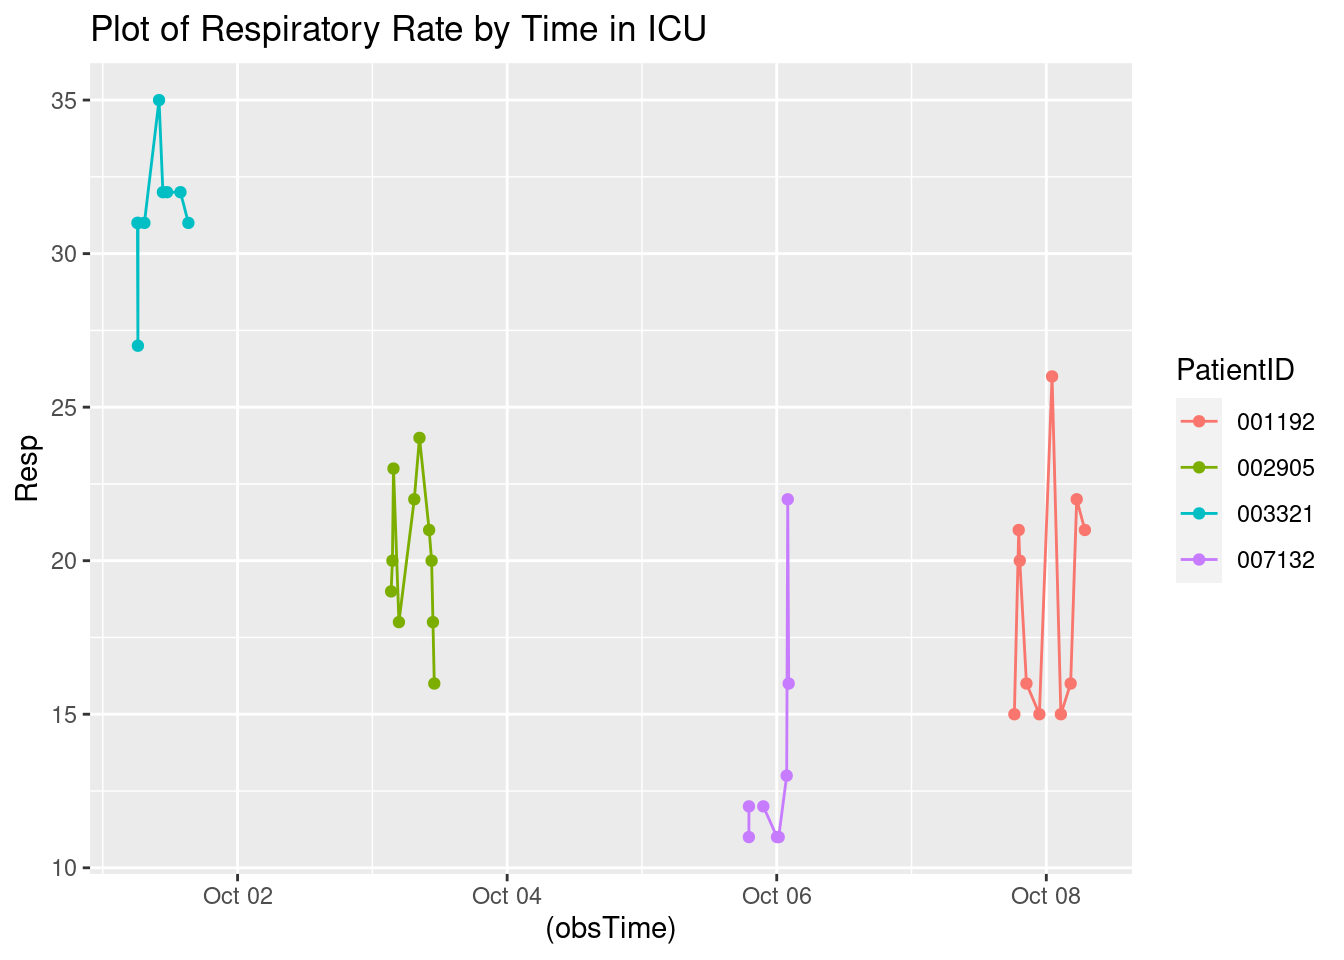 Plot of Respiratory Rate by Time in ICU
35
30
25
20
15
10
Resp
Oct 02
Oct 04
Oct 06
Oct 08
(obsTime)
PatientID
001192
002905
003321
007132